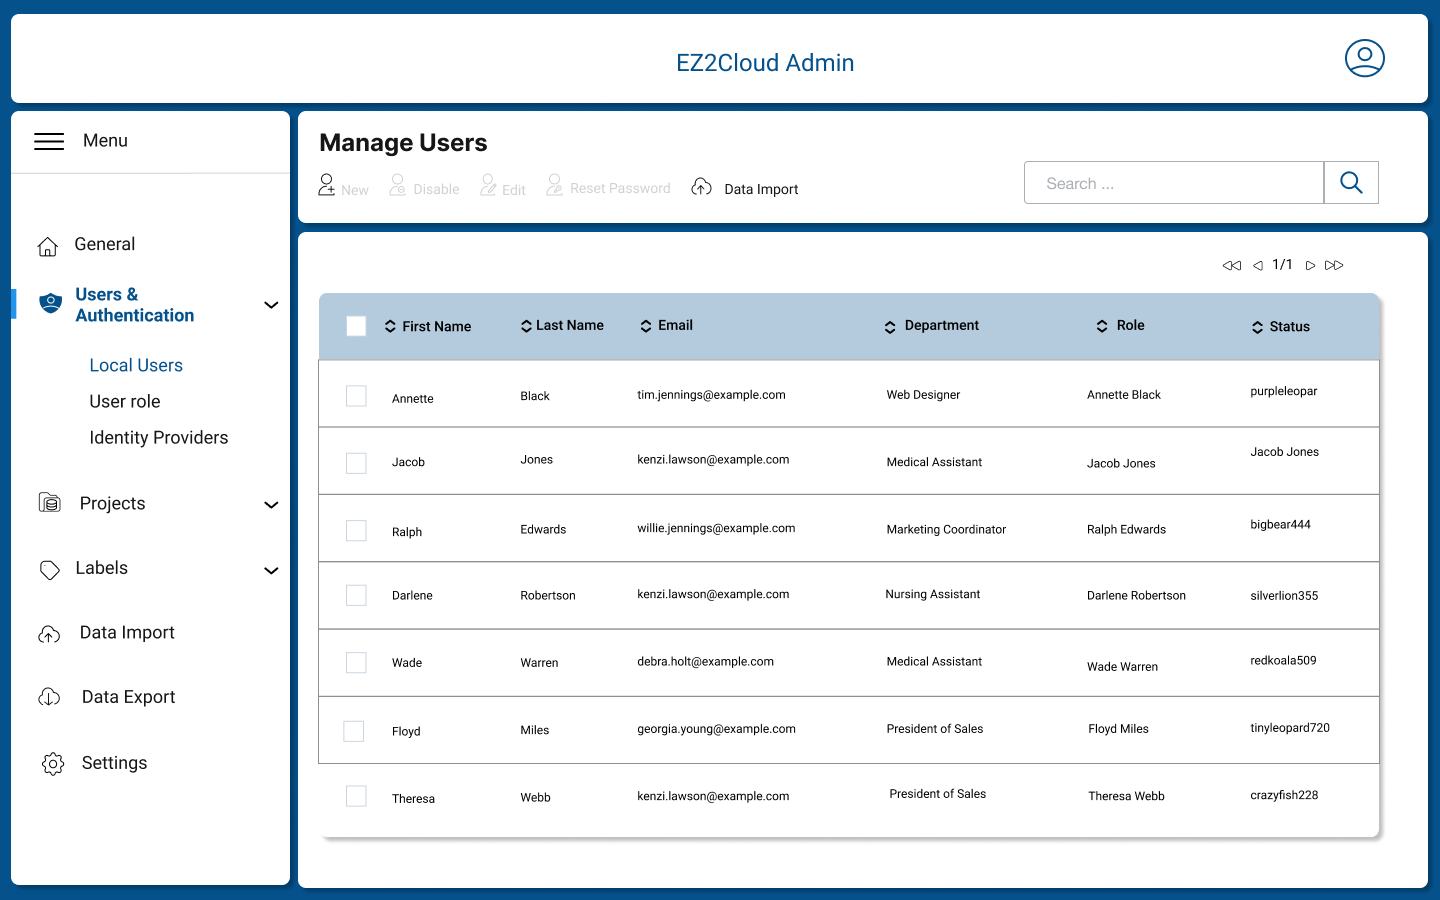 EZ2Cloud Admin
Menu
General
Users &
Authentication
Local Users
User role
Identity Providers
Projects
Labels
Data Import
Data Export
Settings
Manage Users
New Disable Edit Reset Password Data Import
Search ...
1/1
First Name Last Name Email Department Role Status
Annette Black tim.jennings@example.com Web Designer Annette Black purpleleopar
Jacob Jones kenzi.lawson@example.com Medical Assistant Jacob Jones Jacob Jones
Ralph Edwards willie.jennings@example.com Marketing Coordinator Ralph Edwards bigbear444
Darlene Robertson kenzi.lawson@example.com Nursing Assistant Darlene Robertson silverlion355
Wade Warren debra.holt@example.com Medical Assistant Wade Warren redkoala509
Floyd Miles georgia.young@example.com President of Sales Floyd Miles tinyleopard720
Theresa Webb kenzi.lawson@example.com President of Sales Theresa Webb crazyfish228